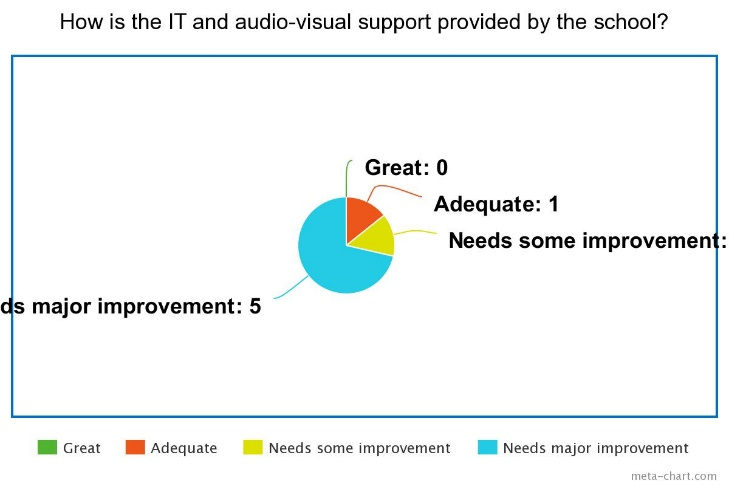 How is the IT and audio-visual support provided by the school?
Great: 0
Adequate: 1
Needs some improvement:
ds major improvement: 5
Great
Adequate
Needs some improvement
Needs major improvement
meta-chart.com